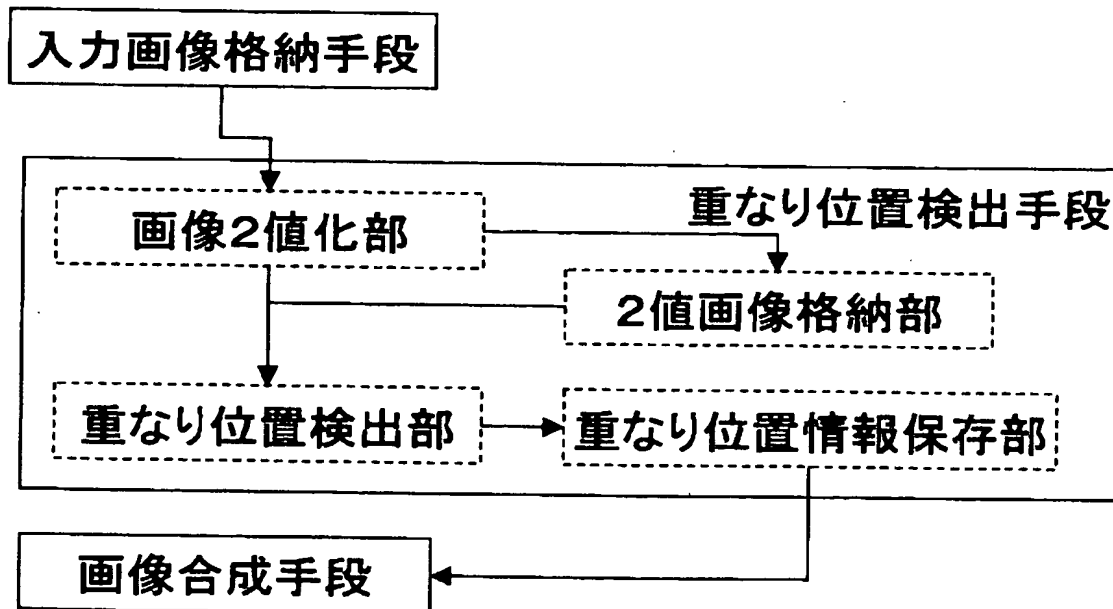 入力画像格納手段
重なり位置検出手段
画像2値化部
2値画像格納部
重なり位置検出部
重なり位置情報保存部
画像合成手段